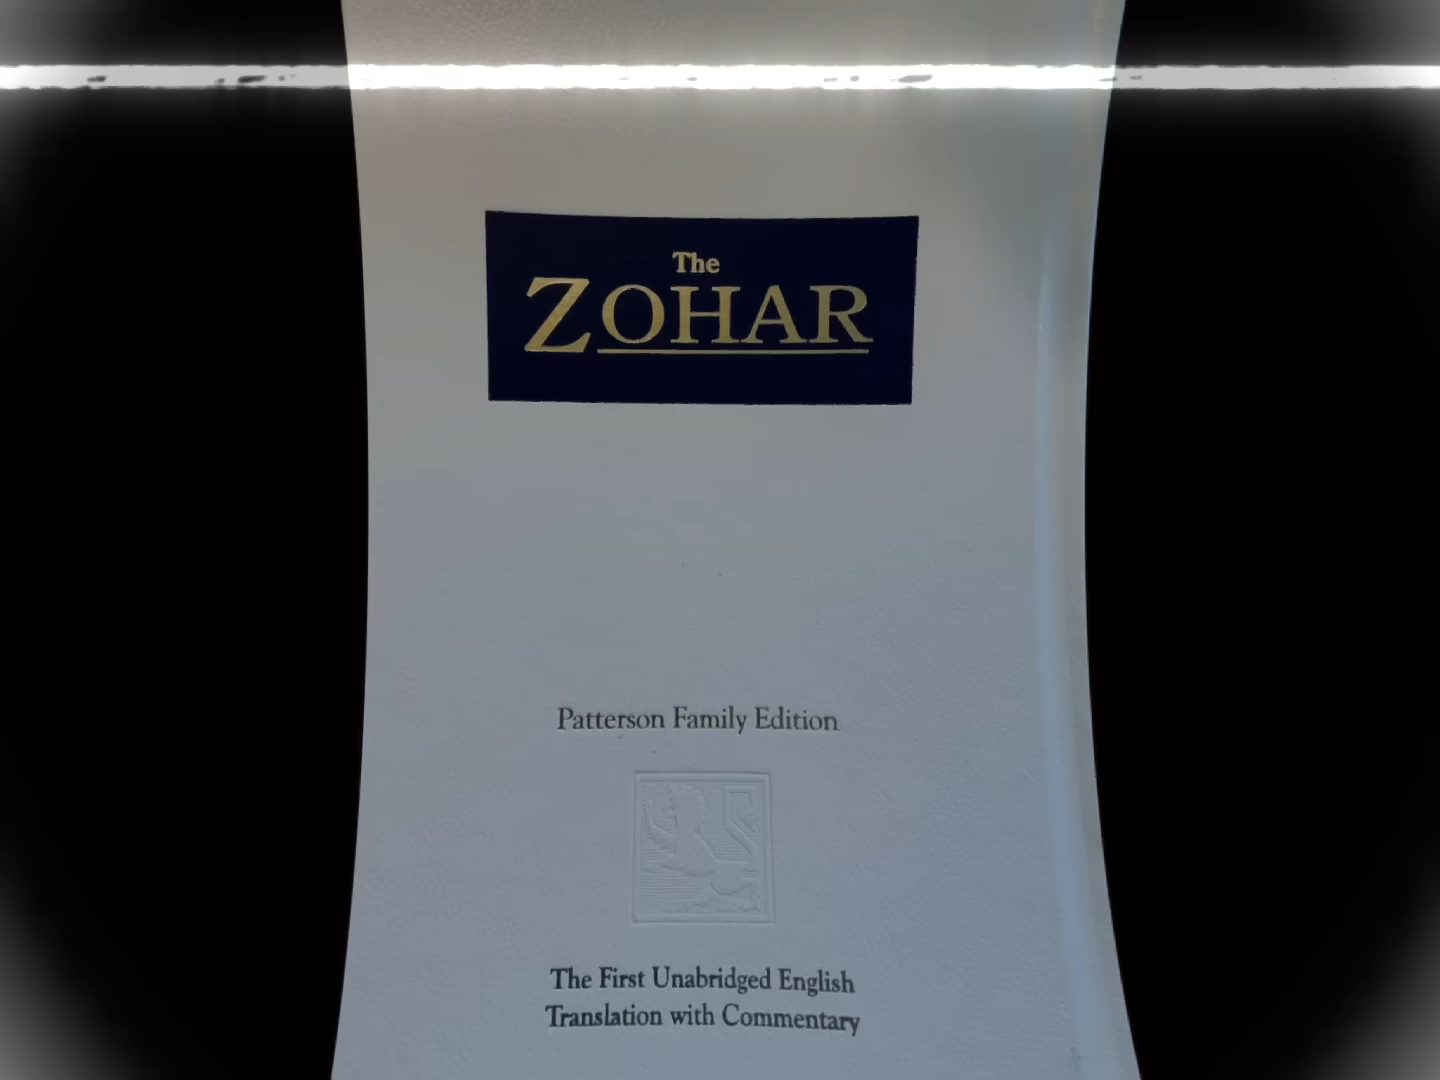 The
ZOHAR
Patterson Family Edition
The First Unabridged English
Translation with Commentary